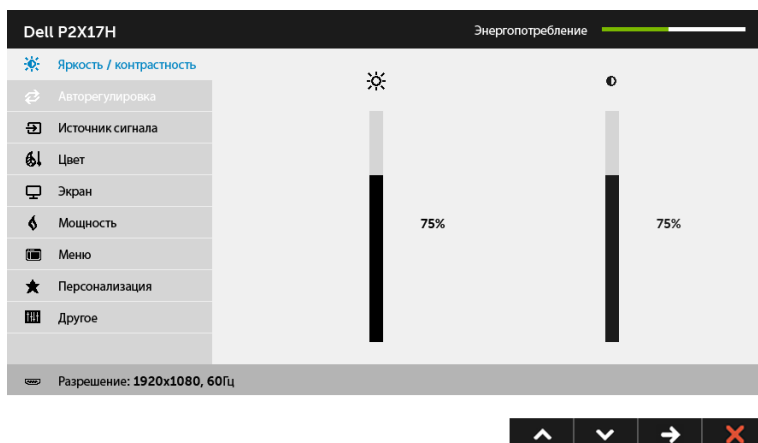 Dell P2X17H
Энергопотребление
Яркость / контрастность
Авторегулировка
Источник сигнала
Цвет
Экран
Мощность
75%
75%
Меню
Персонализация
Другое
Разрешение: 1920x1080, 60Гц